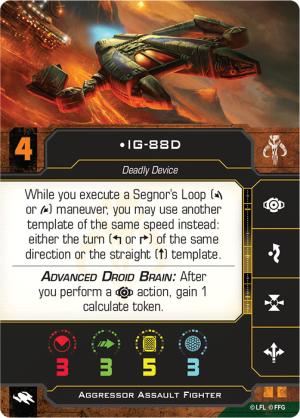 4
•IG-88D
Deadly Device
While you execute a Segnor's Loop (
or ) maneuver, you may use another
template of the same speed instead:
either the turn ( or ) of the same
direction or the straight () template.
Advanced Droid Brain: After
you perform a action, gain 1
calculate token.
3 3 5 3
Aggressor Assault Fighter
©LFL ©FFG